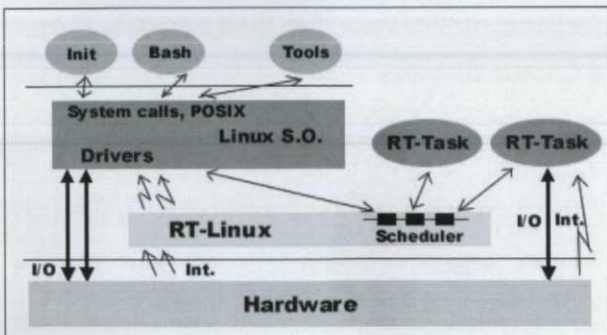 Init Bash Tools
System calls, POSIX
Linux S.O.
Drivers
RT-Task RT-Task
RT-Linux
Scheduler
I/O Int.
I/O Int.
Hardware